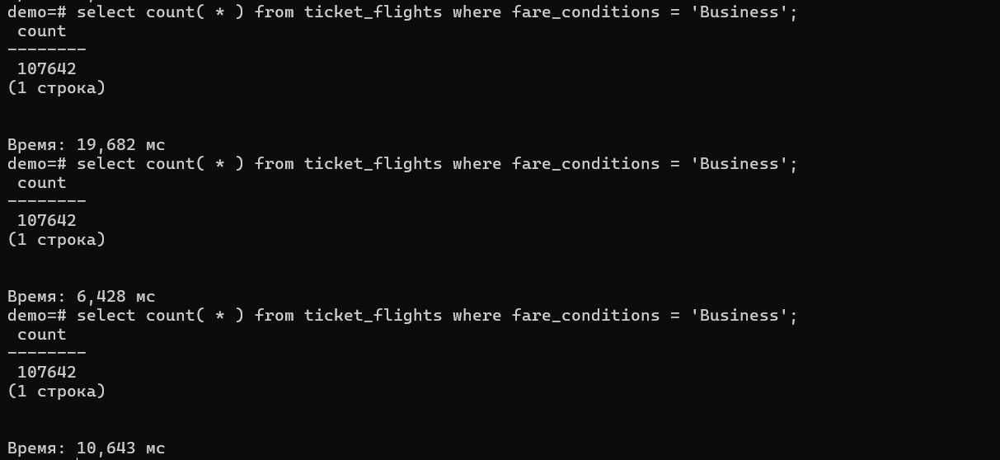 demo=# select count( * ) from ticket_flights where fare_conditions = 'Business';
 count
--------
 107642
(1 строка)
Время: 19,682 мс
demo=# select count( * ) from ticket_flights where fare_conditions = 'Business';
 count
--------
 107642
(1 строка)
Время: 6,428 мс
demo=# select count( * ) from ticket_flights where fare_conditions = 'Business';
 count
--------
 107642
(1 строка)
Время: 10,643 мс